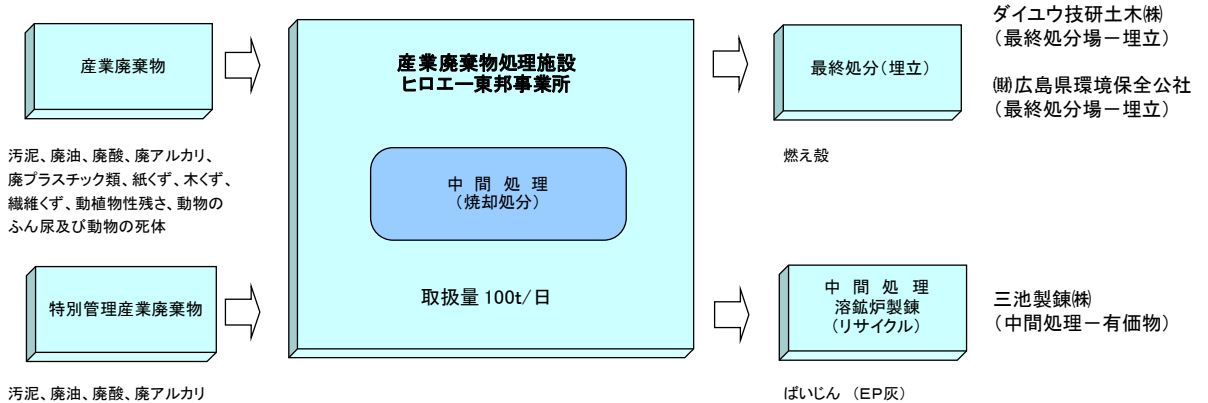 産業廃棄物
汚泥、廃油、廃酸、廃アルカリ、
廃プラスチック類、紙くず、木くず、
繊維くず、動植物性残さ、動物の
ふん尿及び動物の死体
特別管理産業廃棄物
汚泥、廃油、廃酸、廃アルカリ
産業廃棄物処理施設
ヒロエー東邦事業所
中間処理
(焼却処分)
取扱量 100t/日
最終処分(埋立)
燃え殻
ダイユウ技研土木㈱
(最終処分場－埋立)
㈶広島県環境保全公社
(最終処分場－埋立)
中間処理
溶鉱炉製錬
(リサイクル)
ばいじん (EP灰)
三池製錬㈱
(中間処理－有価物)